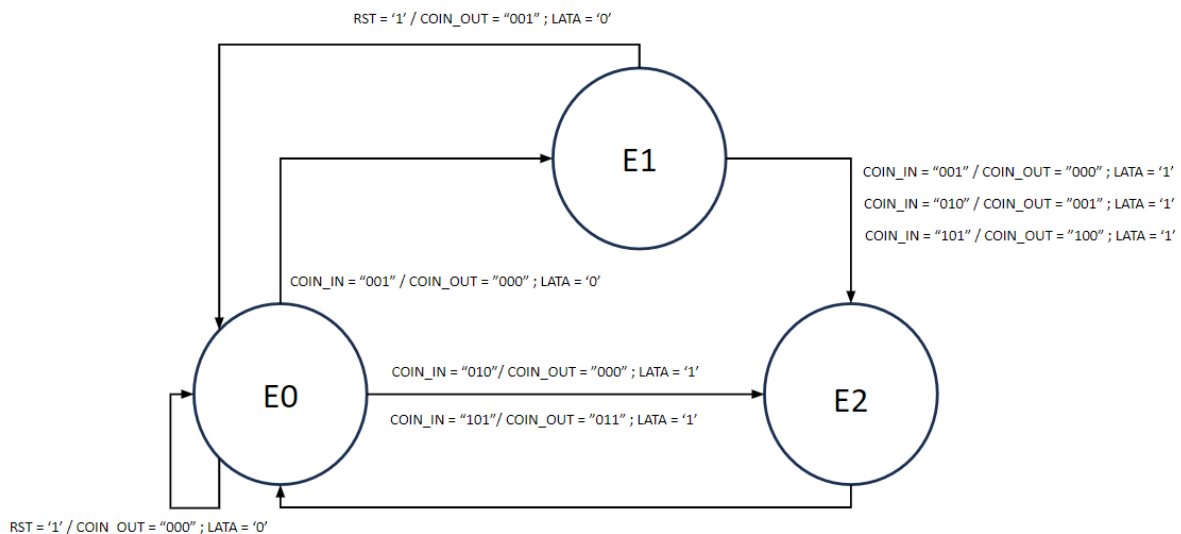 RST = ‘1’ / COIN_OUT = “001” ; LATA = ‘0’
E1
COIN_IN = “001” / COIN_OUT = ”000” ; LATA = ‘1’
COIN_IN = “010” / COIN_OUT = ”001” ; LATA = ‘1’
COIN_IN = “101” / COIN_OUT = ”100” ; LATA = ‘1’
COIN_IN = “001” / COIN_OUT = ”000” ; LATA = ‘0’
COIN_IN = “010”/ COIN_OUT = ”000” ; LATA = ‘1’
E0
E2
COIN_IN = “101”/ COIN_OUT = ”011” ; LATA = ‘1’
RST = ‘1’ / COIN_OUT = “000” ; LATA = ‘0’